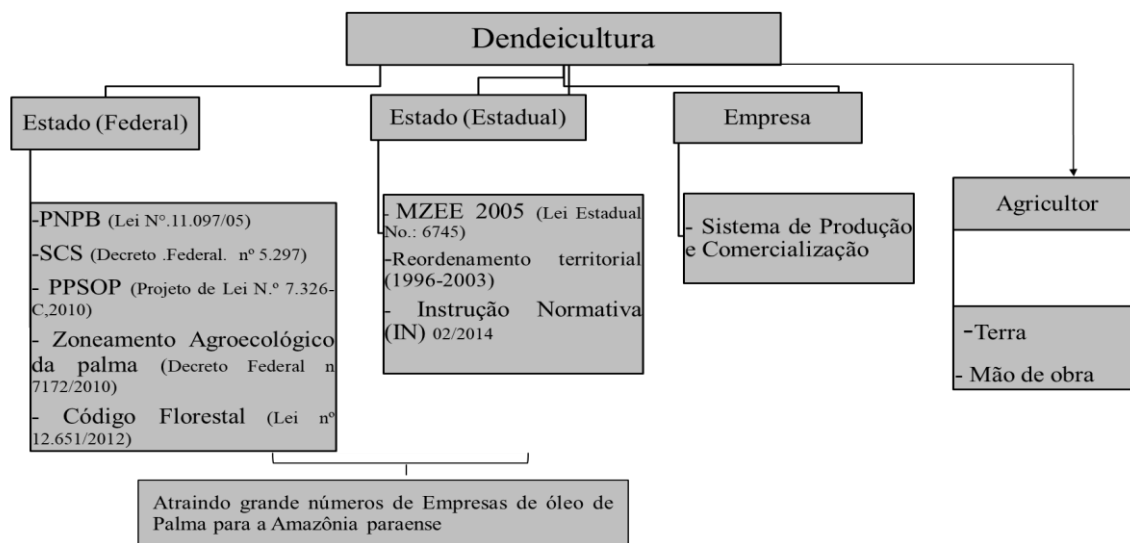 Dendeicultura
Estado (Federal)
Estado (Estadual)
Empresa
Agricultor
-PNPB (Lei N°.11.097/05)
-SCS (Decreto .Federal. nº 5.297)
- PPSOP (Projeto de Lei N.º 7.326-
C,2010)
- Zoneamento Agroecológico
da palma (Decreto Federal n
7172/2010)
- Código Florestal (Lei nº
12.651/2012)
- MZEE 2005 (Lei Estadual
No.: 6745)
-Reordenamento territorial
(1996-2003)
- Instrução Normativa
(IN) 02/2014
- Sistema de Produção
e Comercialização
-Terra
- Mão de obra
Atraindo grande números de Empresas de óleo de
Palma para a Amazônia paraense